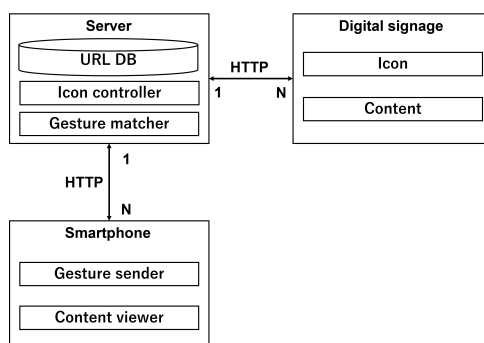 Server
URL DB
Icon controller
Gesture matcher
HTTP
1
N
Digital signage
Icon
Content
1
HTTP
N
Smartphone
Gesture sender
Content viewer